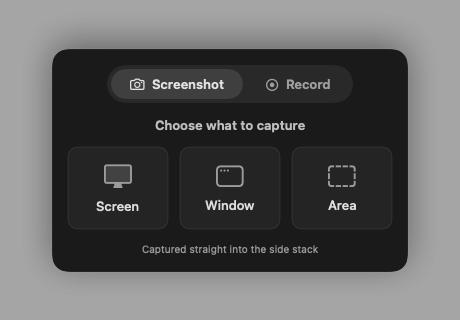 Screenshot Record
Choose what to capture
Screen Window Area
Captured straight into the side stack